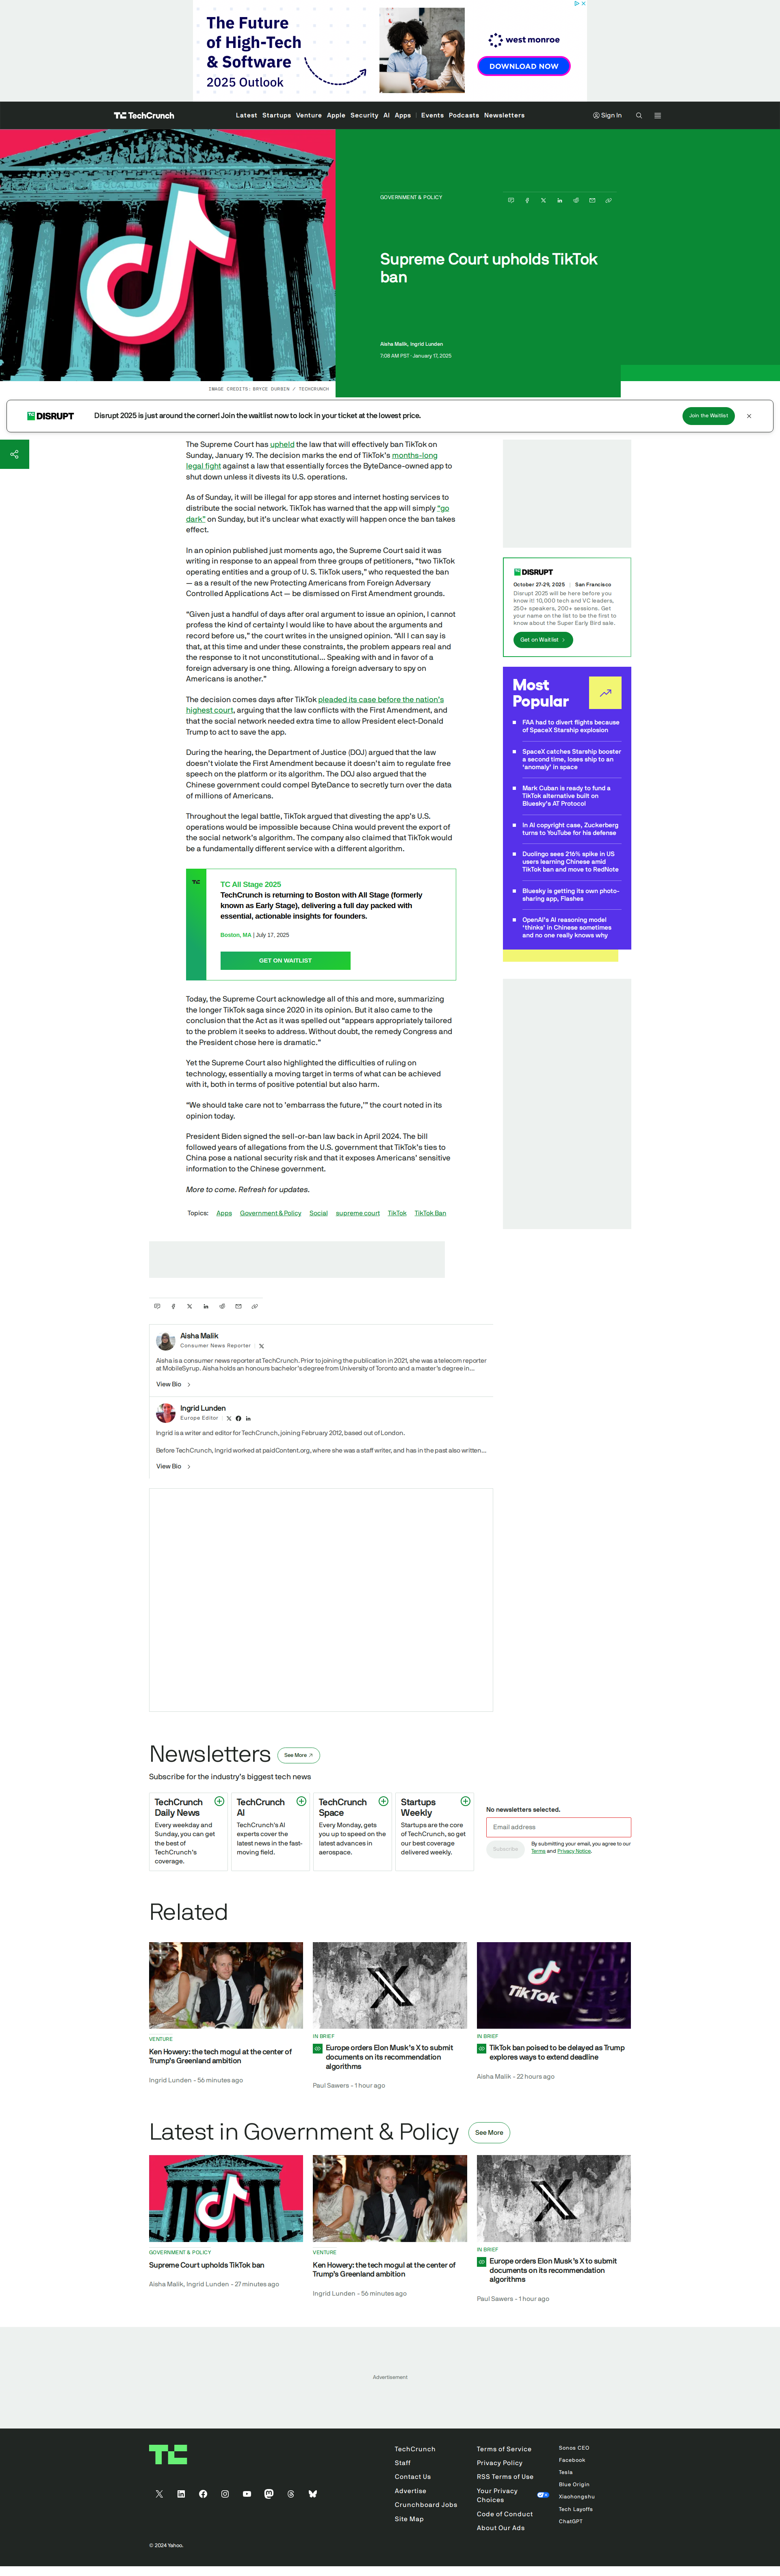 The Future
of High-Tech
& Software
2025 Outlook
west monroe
DOWNLOAD NOW
TechCrunch
Latest Startups Venture Apple Security AI Apps Events Podcasts Newsletters
Sign In
GOVERNMENT & POLICY
Supreme Court upholds TikTok
ban
Aisha Malik, Ingrid Lunden
7:08 AM PST · January 17, 2025
IMAGE CREDITS: BRYCE DURBIN / TECHCRUNCH
DISRUPT
Disrupt 2025 is just around the corner! Join the waitlist now to lock in your ticket at the lowest price.
Join the Waitlist
The Supreme Court has upheld the law that will effectively ban TikTok on
Sunday, January 19. The decision marks the end of TikTok's months-long
legal fight against a law that essentially forces the ByteDance-owned app to
shut down unless it divests its U.S. operations.
As of Sunday, it will be illegal for app stores and internet hosting services to
distribute the social network. TikTok has warned that the app will simply “go
dark” on Sunday, but it's unclear what exactly will happen once the ban takes
effect.
In an opinion published just moments ago, the Supreme Court said it was
writing in response to an appeal from three groups of petitioners, “two TikTok
operating entities and a group of U. S. TikTok users,” who requested the ban
— as a result of the new Protecting Americans from Foreign Adversary
Controlled Applications Act — be dismissed on First Amendment grounds.
“Given just a handful of days after oral argument to issue an opinion, I cannot
profess the kind of certainty I would like to have about the arguments and
record before us,” the court writes in the unsigned opinion. “All I can say is
that, at this time and under these constraints, the problem appears real and
the response to it not unconstitutional... Speaking with and in favor of a
foreign adversary is one thing. Allowing a foreign adversary to spy on
Americans is another.”
The decision comes days after TikTok pleaded its case before the nation's
highest court, arguing that the law conflicts with the First Amendment, and
that the social network needed extra time to allow President elect-Donald
Trump to act to save the app.
During the hearing, the Department of Justice (DOJ) argued that the law
doesn't violate the First Amendment because it doesn't aim to regulate free
speech on the platform or its algorithm. The DOJ also argued that the
Chinese government could compel ByteDance to secretly turn over the data
of millions of Americans.
Throughout the legal battle, TikTok argued that divesting the app's U.S.
operations would be impossible because China would prevent the export of
the social network's algorithm. The company also claimed that TikTok would
be a fundamentally different service with a different algorithm.
TC All Stage 2025
TechCrunch is returning to Boston with All Stage (formerly
known as Early Stage), delivering a full day packed with
essential, actionable insights for founders.
Boston, MA | July 17, 2025
GET ON WAITLIST
Today, the Supreme Court acknowledge all of this and more, summarizing
the longer TikTok saga since 2020 in its opinion. But it also came to the
conclusion that the Act as it was spelled out “appears appropriately tailored
to the problem it seeks to address. Without doubt, the remedy Congress and
the President chose here is dramatic.”
Yet the Supreme Court also highlighted the difficulties of ruling on
technology, essentially a moving target in terms of what can be achieved
with it, both in terms of positive potential but also harm.
“We should take care not to 'embarrass the future,'” the court noted in its
opinion today.
President Biden signed the sell-or-ban law back in April 2024. The bill
followed years of allegations from the U.S. government that TikTok's ties to
China pose a national security risk and that it exposes Americans' sensitive
information to the Chinese government.
More to come. Refresh for updates.
Topics: Apps Government & Policy Social supreme court TikTok TikTok Ban
DISRUPT
October 27-29, 2025 | San Francisco
Disrupt 2025 will be here before you
know it! 10,000 tech and VC leaders,
250+ speakers, 200+ sessions. Get
your name on the list to be the first to
know about the Super Early Bird sale.
Get on Waitlist
Most
Popular
FAA had to divert flights because
of SpaceX Starship explosion
SpaceX catches Starship booster
a second time, loses ship to an
'anomaly' in space
Mark Cuban is ready to fund a
TikTok alternative built on
Bluesky's AT Protocol
In AI copyright case, Zuckerberg
turns to YouTube for his defense
Duolingo sees 216% spike in US
users learning Chinese amid
TikTok ban and move to RedNote
Bluesky is getting its own photo-
sharing app, Flashes
OpenAI's AI reasoning model
'thinks' in Chinese sometimes
and no one really knows why
Aisha Malik
Consumer News Reporter
Aisha is a consumer news reporter at TechCrunch. Prior to joining the publication in 2021, she was a telecom reporter
at MobileSyrup. Aisha holds an honours bachelor's degree from University of Toronto and a master's degree in...
View Bio
Ingrid Lunden
Europe Editor
Ingrid is a writer and editor for TechCrunch, joining February 2012, based out of London.
Before TechCrunch, Ingrid worked at paidContent.org, where she was a staff writer, and has in the past also written...
View Bio
Newsletters
See More
Subscribe for the industry's biggest tech news
TechCrunch
Daily News
Every weekday and
Sunday, you can get
the best of
TechCrunch's
coverage.
TechCrunch
AI
TechCrunch's AI
experts cover the
latest news in the fast-
moving field.
TechCrunch
Space
Every Monday, gets
you up to speed on the
latest advances in
aerospace.
Startups
Weekly
Startups are the core
of TechCrunch, so get
our best coverage
delivered weekly.
No newsletters selected.
Email address
Subscribe
By submitting your email, you agree to our
Terms and Privacy Notice.
Related
TikTok
VENTURE
Ken Howery: the tech mogul at the center of
Trump's Greenland ambition
Ingrid Lunden - 56 minutes ago
IN BRIEF
Europe orders Elon Musk's X to submit
documents on its recommendation
algorithms
Paul Sawers - 1 hour ago
IN BRIEF
TikTok ban poised to be delayed as Trump
explores ways to extend deadline
Aisha Malik - 22 hours ago
Latest in Government & Policy
See More
GOVERNMENT & POLICY
Supreme Court upholds TikTok ban
Aisha Malik, Ingrid Lunden - 27 minutes ago
VENTURE
Ken Howery: the tech mogul at the center of
Trump's Greenland ambition
Ingrid Lunden - 56 minutes ago
IN BRIEF
Europe orders Elon Musk's X to submit
documents on its recommendation
algorithms
Paul Sawers - 1 hour ago
Advertisement
TechCrunch
Staff
Contact Us
Advertise
Crunchboard Jobs
Site Map
Terms of Service
Privacy Policy
RSS Terms of Use
Your Privacy
Choices
Code of Conduct
About Our Ads
Sonos CEO
Facebook
Tesla
Blue Origin
Xiaohongshu
Tech Layoffs
ChatGPT
© 2024 Yahoo.